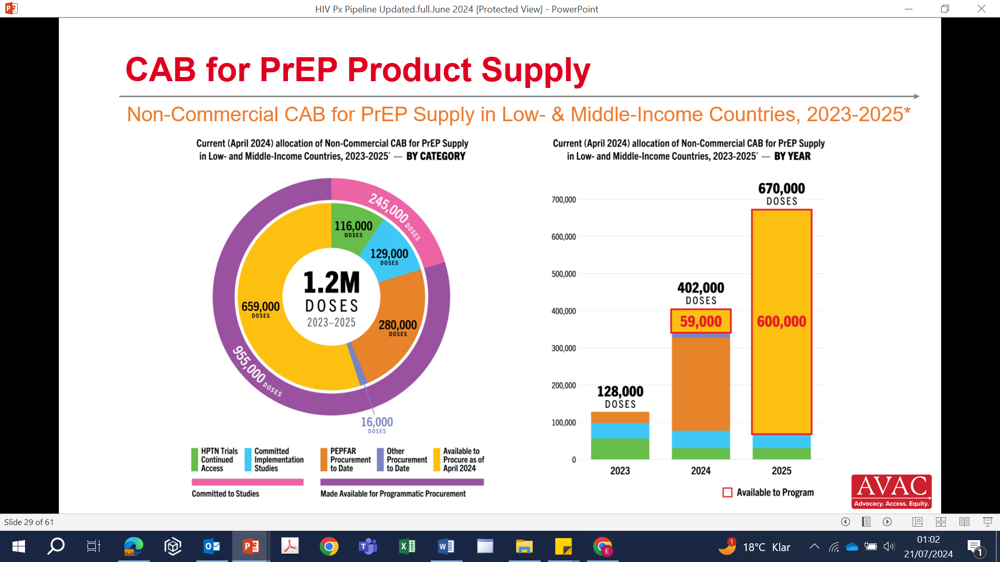 HIV Px Pipeline Updated.full.June 2024 [Protected View] - PowerPoint
CAB for PrEP Product Supply
Non-Commercial CAB for PrEP Supply in Low- & Middle-Income Countries, 2023-2025*
Current (April 2024) allocation of Non-Commercial CAB for PrEP Supply
in Low- and Middle-Income Countries, 2023-2025* — BY CATEGORY
245,000 DOSES
116,000
DOSES
129,000
DOSES
1.2M
DOSES
2023–2025
659,000
DOSES
280,000
DOSES
955,000 DOSES
16,000
DOSES
HPTN Trials
Continued
Access
Committed
Implementation
Studies
PEPFAR
Procurement
to Date
Other
Procurement
to Date
Available to
Procure as of
April 2024
Committed to Studies
Made Available for Programmatic Procurement
Current (April 2024) allocation of Non-Commercial CAB for PrEP Supply
in Low- and Middle-Income Countries, 2023-2025* — BY YEAR
700,000
600,000
500,000
400,000
300,000
200,000
100,000
0
128,000
DOSES
402,000
DOSES
59,000
670,000
DOSES
600,000
2023
2024
2025
Available to Program
AVAC
Advocacy. Access. Equity.
Slide 29 of 61
1
18°C Klar
01:02
21/07/2024
1